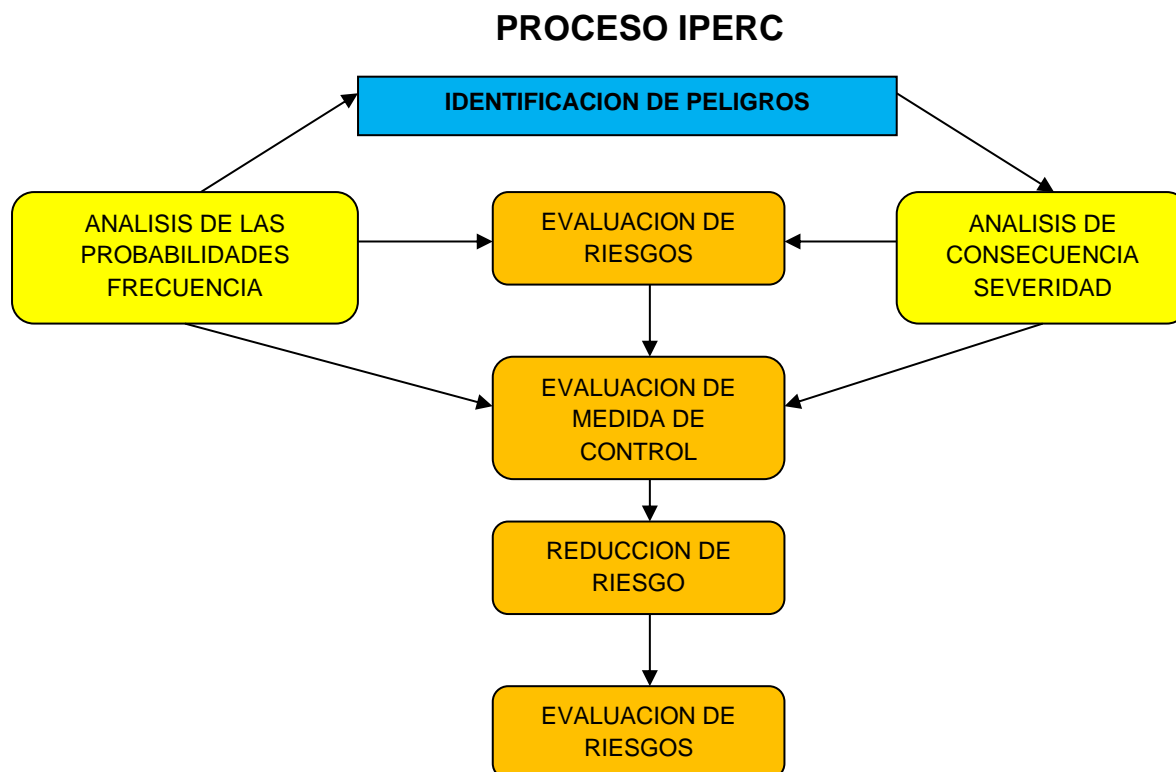 PROCESO IPERC
IDENTIFICACION DE PELIGROS
ANALISIS DE LAS
PROBABILIDADES
FRECUENCIA
EVALUACION DE
RIESGOS
ANALISIS DE
CONSECUENCIA
SEVERIDAD
EVALUACION DE
MEDIDA DE
CONTROL
REDUCCION DE
RIESGO
EVALUACION DE
RIESGOS